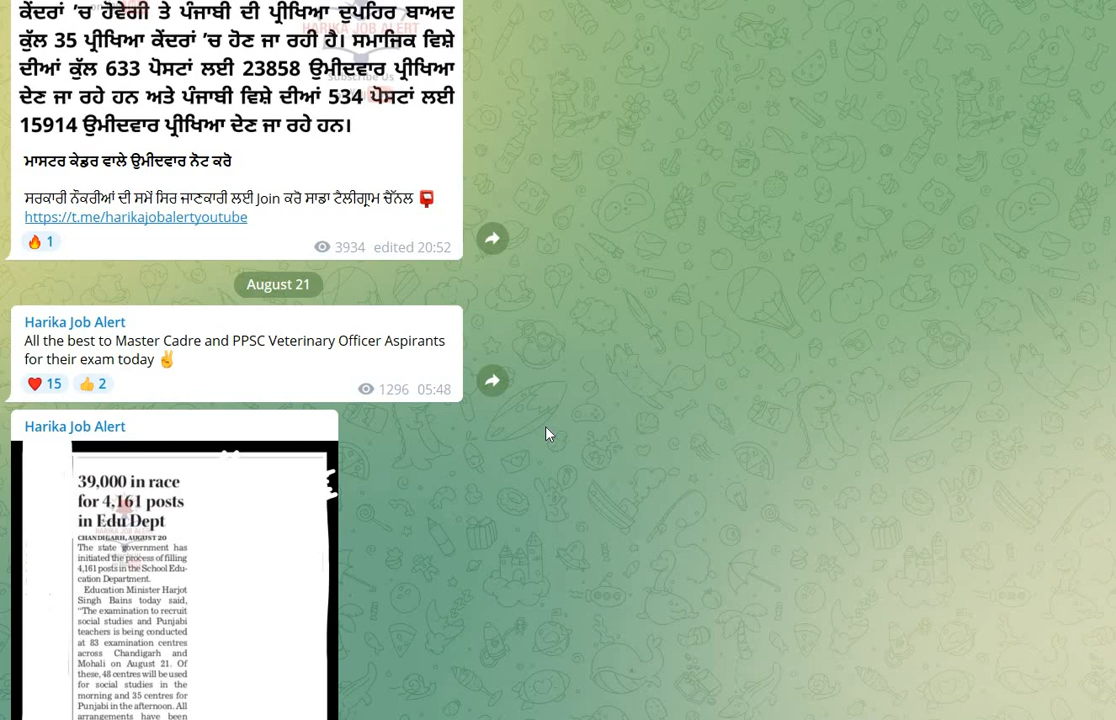 ਕੇਂਦਰਾਂ ’ਚ ਹੋਵੇਗੀ ਤੇ ਪੰਜਾਬੀ ਦੀ ਪ੍ਰੀਖਿਆ ਦੁਪਹਿਰ ਬਾਅਦ
ਕੁੱਲ 35 ਪ੍ਰੀਖਿਆ ਕੇਂਦਰਾਂ ’ਚ ਹੋਣ ਜਾ ਰਹੀ ਹੈ। ਸਮਾਜਿਕ ਵਿਸ਼ੇ
HARIKA JOB ALERT
ਦੀਆਂ ਕੁੱਲ 633 ਪੋਸਟਾਂ ਲਈ 23858 ਉਮੀਦਵਾਰ ਪ੍ਰੀਖਿਆ
Subscribe Us
ਦੇਣ ਜਾ ਰਹੇ ਹਨ ਅਤੇ ਪੰਜਾਬੀ ਵਿਸ਼ੇ ਦੀਆਂ 534 ਪੋਸਟਾਂ ਲਈ
15914 ਉਮੀਦਵਾਰ ਪ੍ਰੀਖਿਆ ਦੇਣ ਜਾ ਰਹੇ ਹਨ।
ਮਾਸਟਰ ਕੇਡਰ ਵਾਲੇ ਉਮੀਦਵਾਰ ਨੋਟ ਕਰੋ
ਸਰਕਾਰੀ ਨੌਕਰੀਆਂ ਦੀ ਸਮੇਂ ਸਿਰ ਜਾਣਕਾਰੀ ਲਈ Join ਕਰੋ ਸਾਡਾ ਟੈਲੀਗ੍ਰਾਮ ਚੈੱਨਲ 📮
https://t.me/harikajobalertyoutube
🔥 1
3934 edited 20:52
August 21
Harika Job Alert
All the best to Master Cadre and PPSC Veterinary Officer Aspirants
for their exam today ✌
❤ 15 👍 2
1296 05:48
Harika Job Alert
39,000 in race
for 4,161 posts
in Edu Dept
CHANDIGARH, AUGUST 20
The state government has
initiated the process of filling
4,161 posts in the School Edu-
cation Department.
Education Minister Harjot
Singh Bains today said,
“The examination to recruit
social studies and Punjabi
teachers is being conducted
at 83 examination centres
across Chandigarh and
Mohali on August 21. Of
these, 48 centres will be used
for social studies in the
morning and 35 centres for
Punjabi in the afternoon. All
arrangements have been